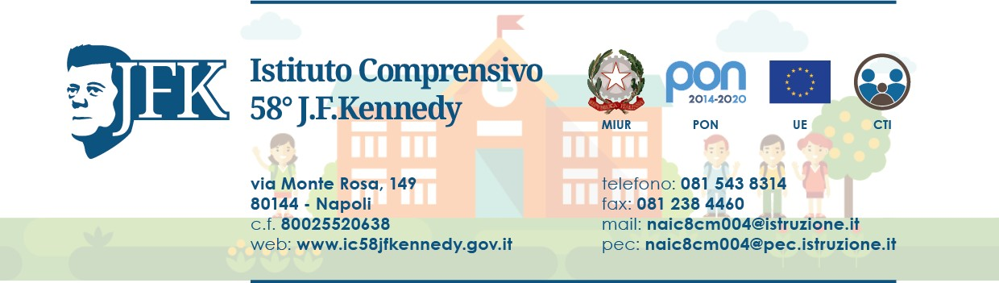 JFK
Istituto Comprensivo
58° J.F.Kennedy
REPVBBLICA ITALIANA
pon
2014-2020
MIUR
PON
UE
CTI
via Monte Rosa, 149
80144 - Napoli
c.f. 80025520638
web: www.ic58jfkennedy.gov.it
telefono: 081 543 8314
fax: 081 238 4460
mail: naic8cm004@istruzione.it
pec: naic8cm004@pec.istruzione.it